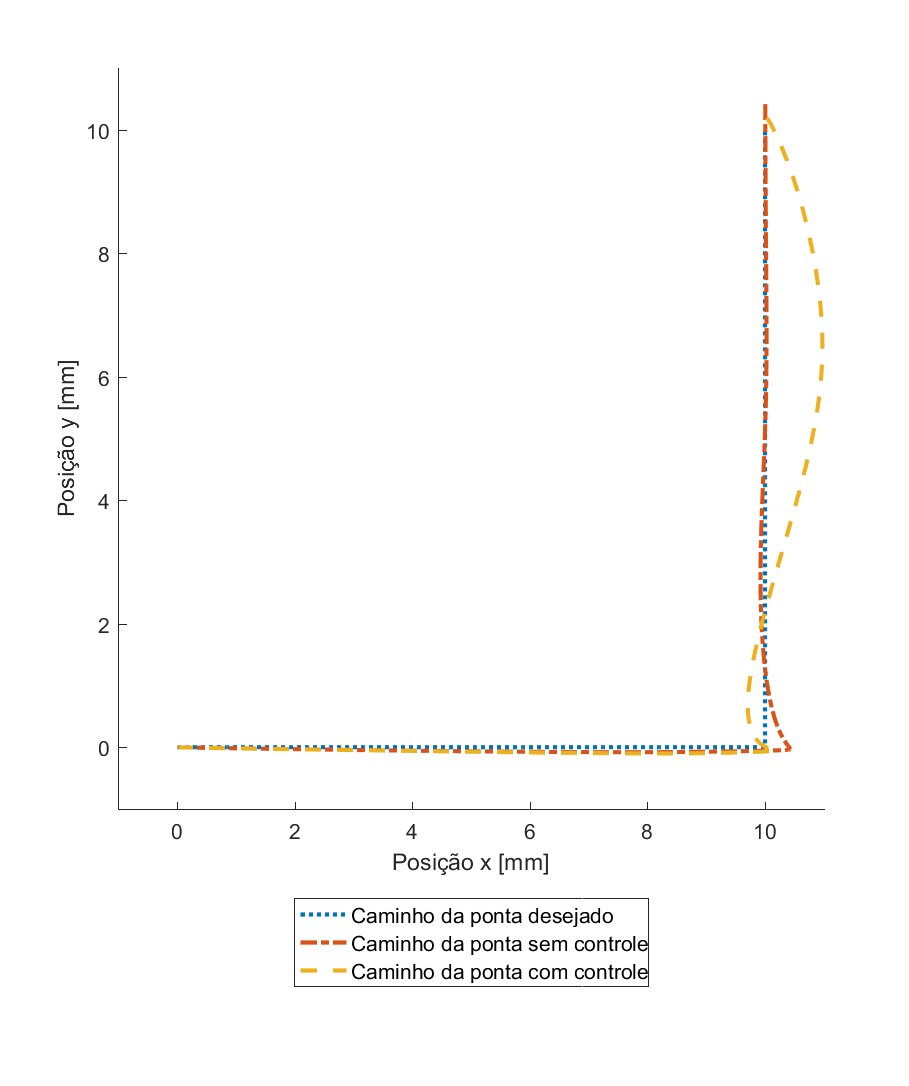 10
8
6
4
2
0
Posição y [mm]
0 2 4 6 8 10
Posição x [mm]
Caminho da ponta desejado
Caminho da ponta sem controle
Caminho da ponta com controle